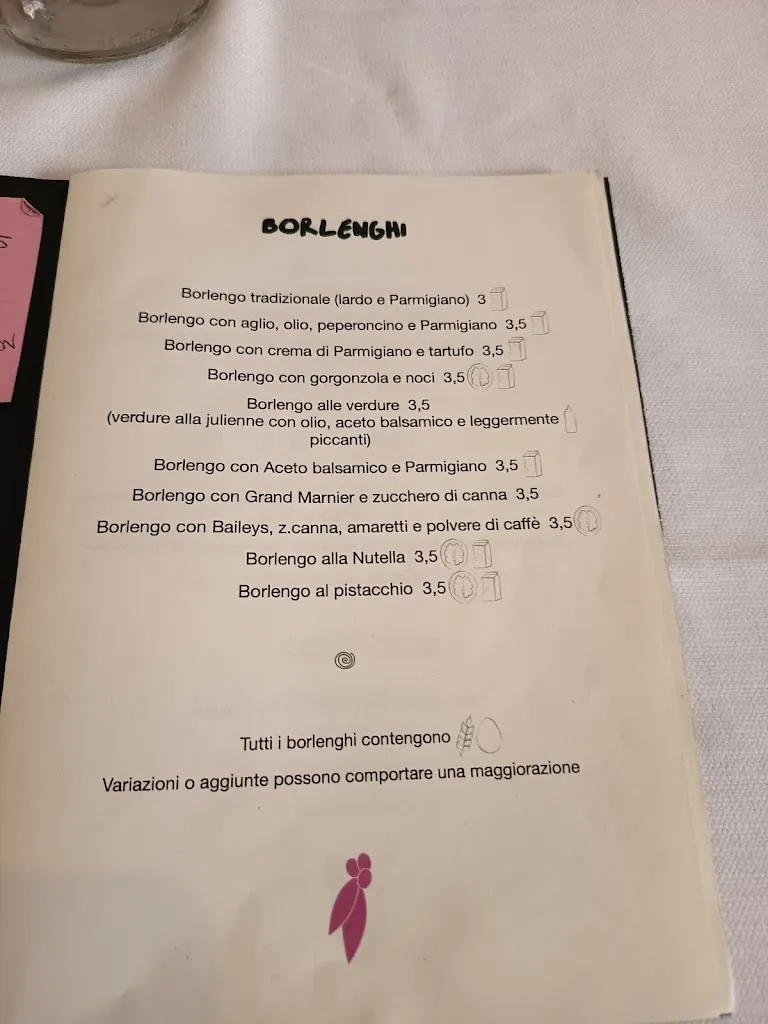 BORLENGHI
Borlengo tradizionale (lardo e Parmigiano) 3
Borlengo con aglio, olio, peperoncino e Parmigiano 3,5
Borlengo con crema di Parmigiano e tartufo 3,5
Borlengo con gorgonzola e noci 3,5
Borlengo alle verdure 3,5
(verdure alla julienne con olio, aceto balsamico e leggermente
piccanti)
Borlengo con Aceto balsamico e Parmigiano 3,5
Borlengo con Grand Marnier e zucchero di canna 3,5
Borlengo con Baileys, z.canna, amaretti e polvere di caffè 3,5
Borlengo alla Nutella 3,5
Borlengo al pistacchio 3,5
Tutti i borlenghi contengono
Variazioni o aggiunte possono comportare una maggiorazione